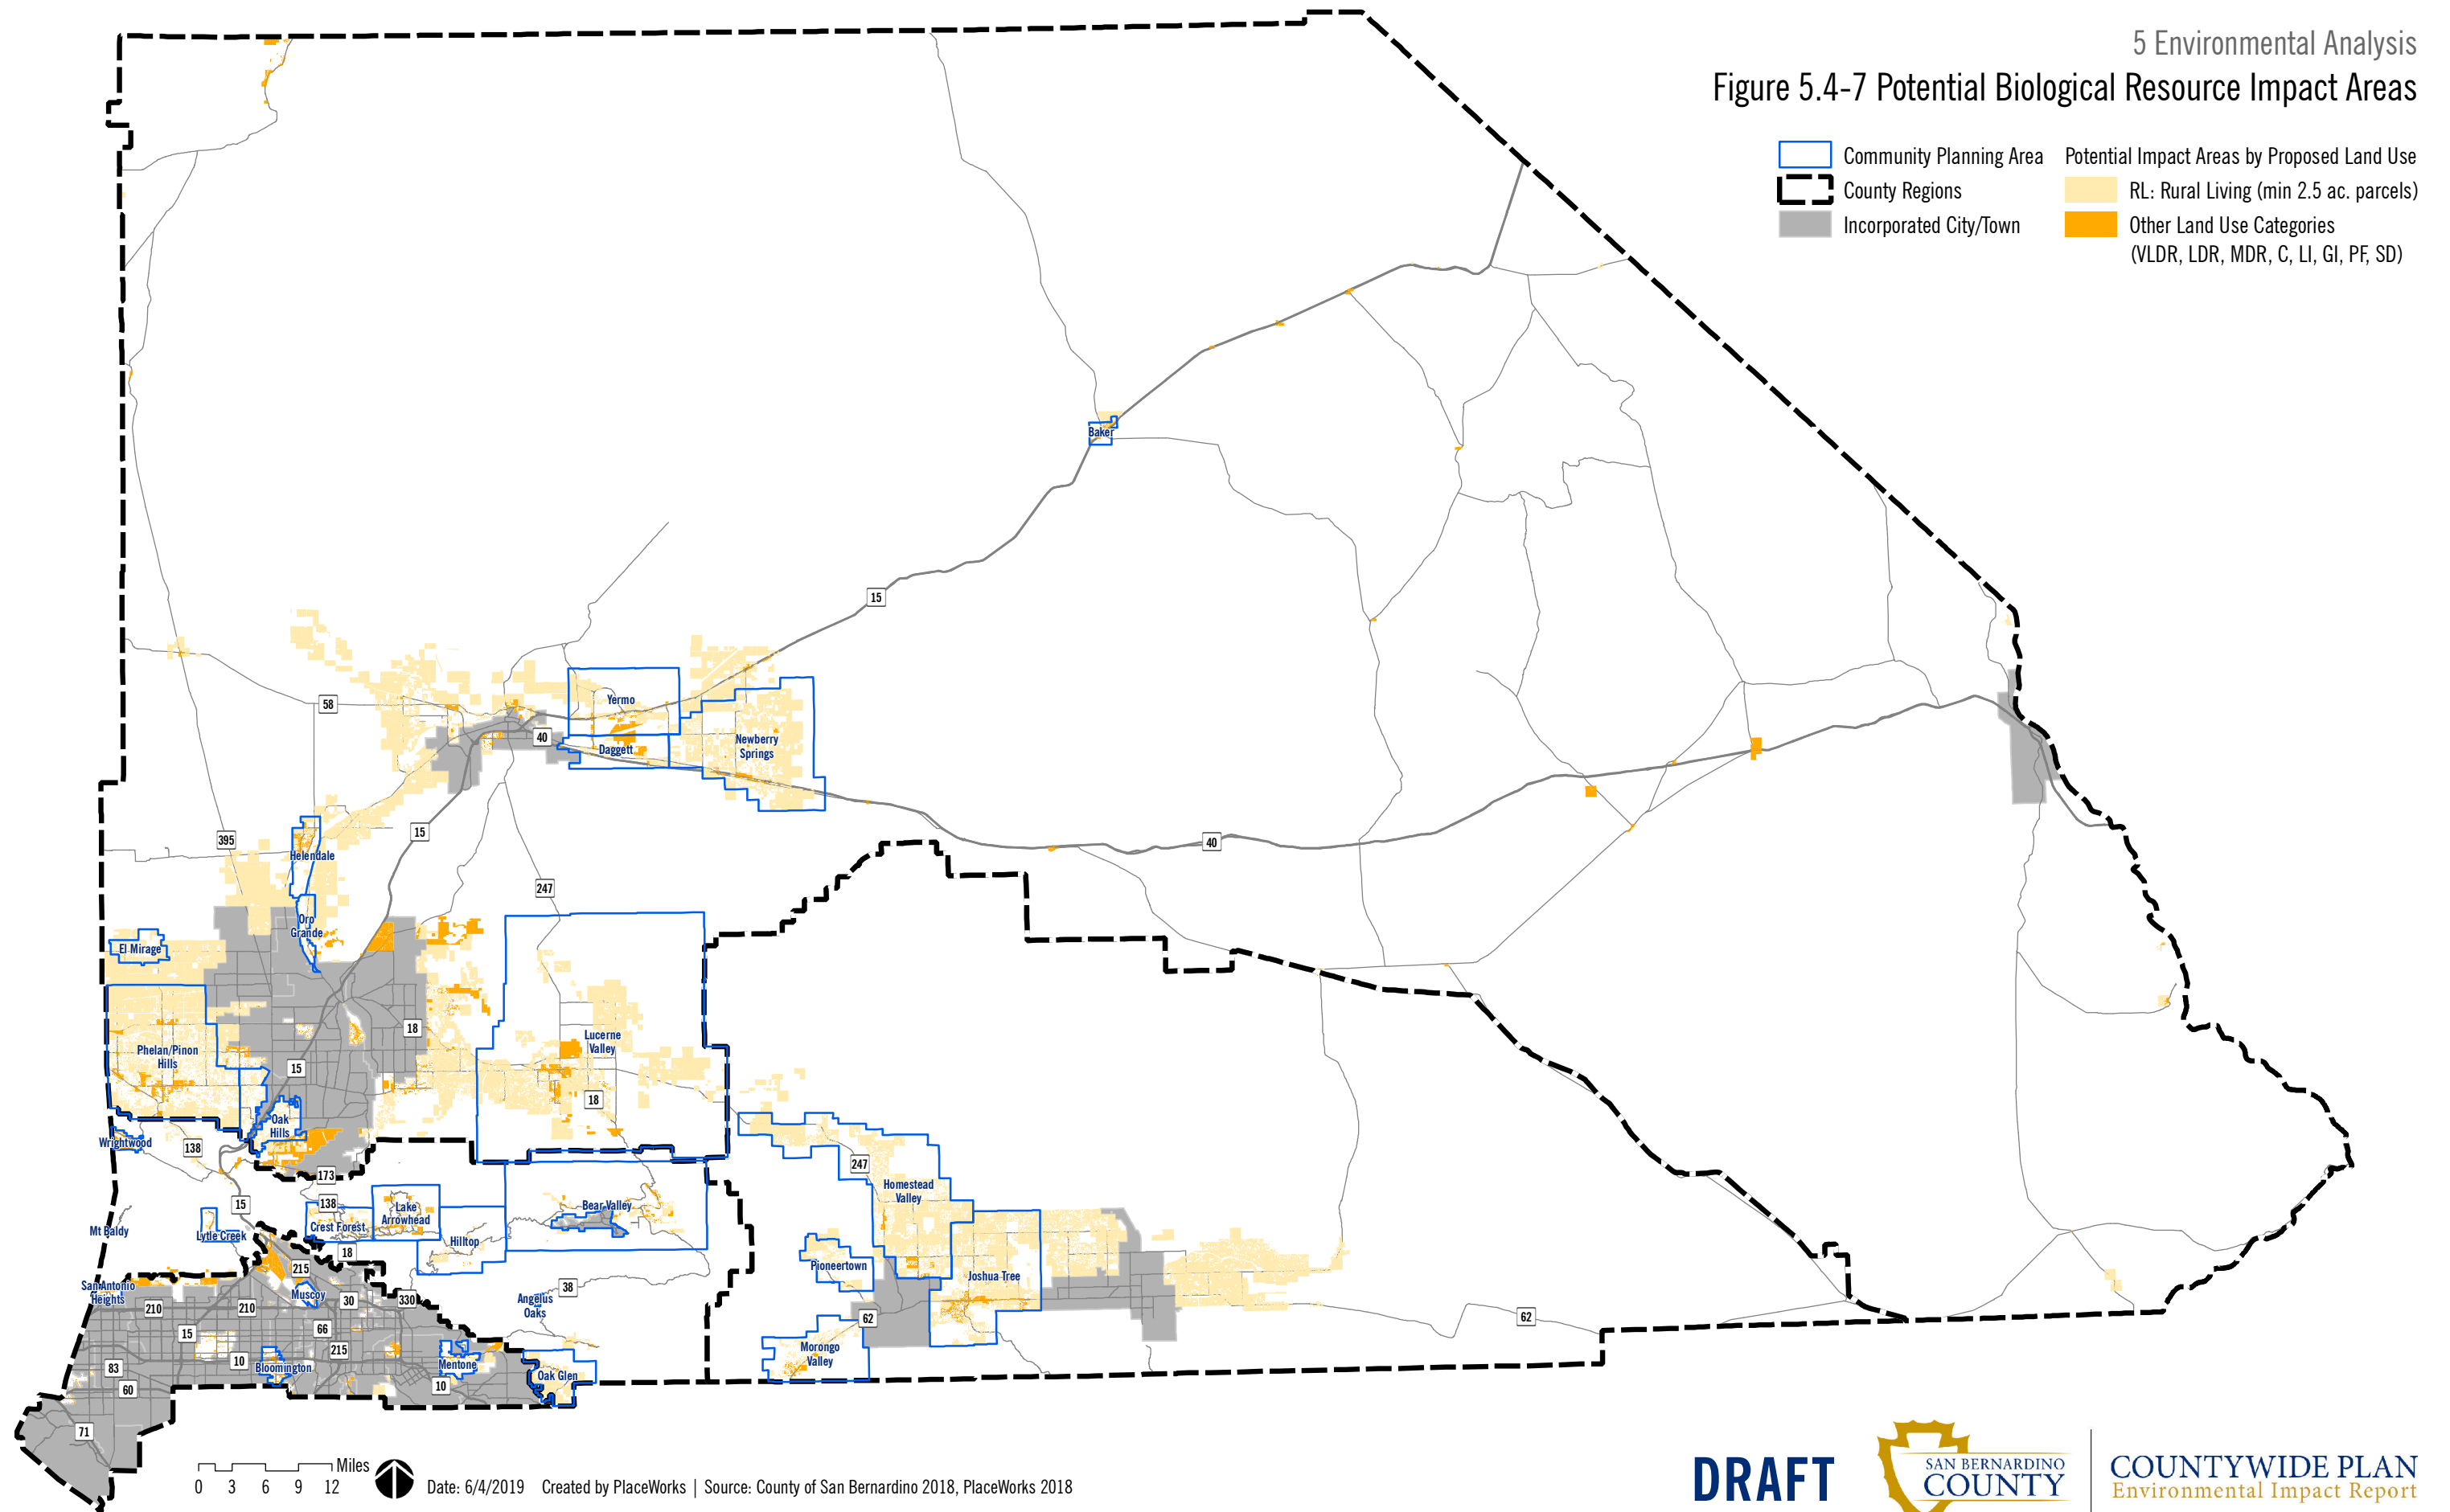 5 Environmental Analysis
Figure 5.4-7 Potential Biological Resource Impact Areas
Community Planning Area
County Regions
Incorporated City/Town
Potential Impact Areas by Proposed Land Use
RL: Rural Living (min 2.5 ac. parcels)
Other Land Use Categories
(VLDR, LDR, MDR, C, LI, GI, PF, SD)
Baker
15
58
Yermo
40
Daggett
Newberry
Springs
15
395
Helendale
40
247
Oro
Grande
El Mirage
18
Lucerne
Valley
Phelan/Pinon
Hills
15
18
Oak
Hills
Wrightwood
138
173
247
Homestead
Valley
15
138
Lake
Arrowhead
Bear Valley
Mt Baldy
Lytle Creek
Crest Forest
Hilltop
18
215
Pioneertown
Joshua Tree
San Antonio
Heights
Muscoy
38
210
210
30
330
Angelus
Oaks
62
62
15
66
215
Morongo
Valley
83
10
Bloomington
Mentone
Oak Glen
60
10
71
Miles
0 3 6 9 12
Date: 6/4/2019 Created by PlaceWorks | Source: County of San Bernardino 2018, PlaceWorks 2018
DRAFT
SAN BERNARDINO
COUNTY
COUNTYWIDE PLAN
Environmental Impact Report